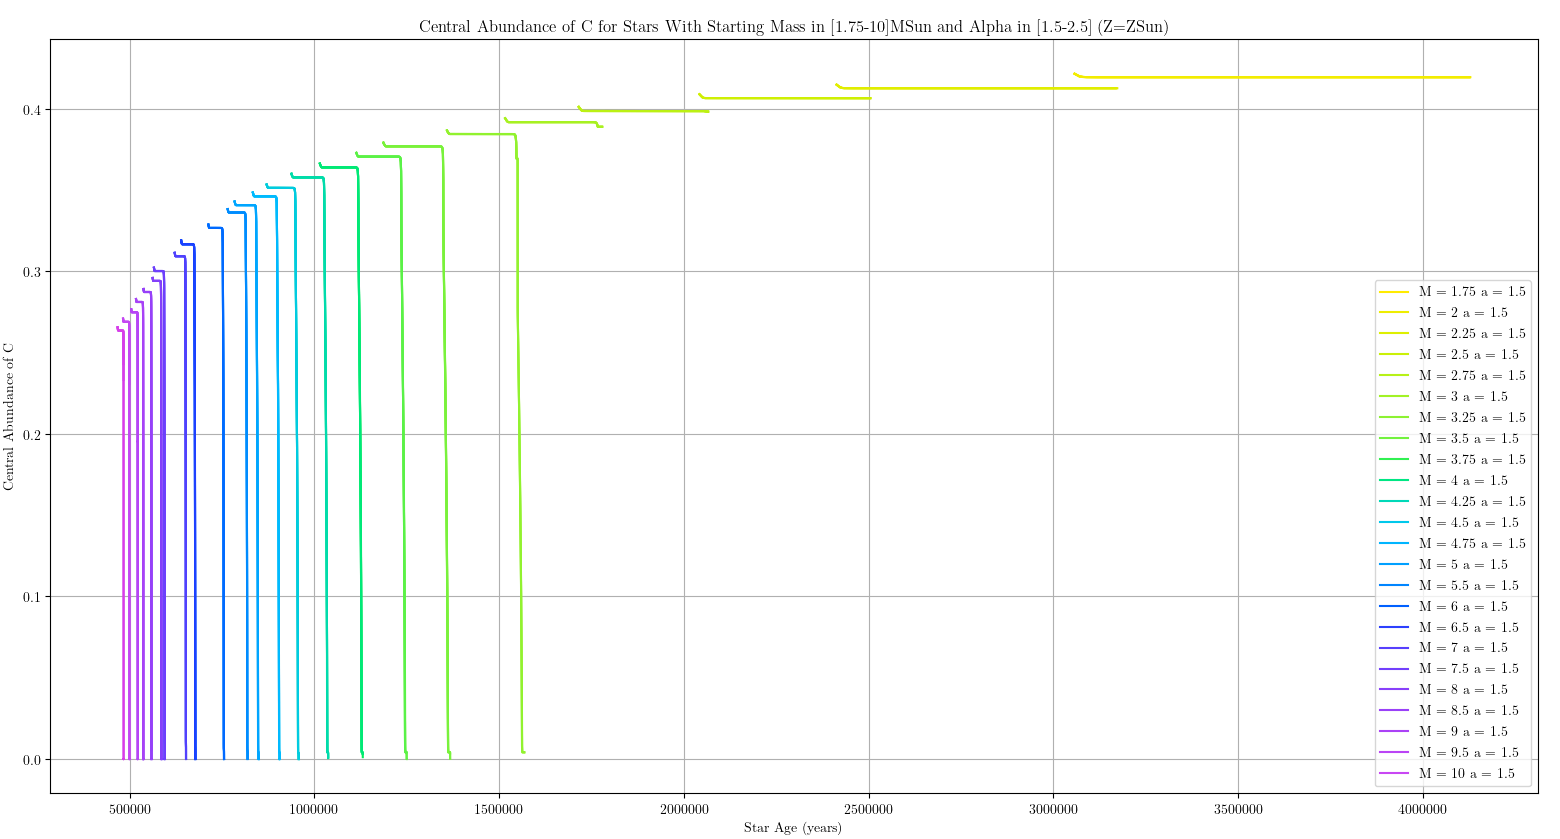 Central Abundance of C for Stars With Starting Mass in [1.75-10]MSun and Alpha in [1.5-2.5] (Z=ZSun)
Central Abundance of C
0.4
0.3
0.2
0.1
0.0
M = 1.75 a = 1.5
M = 2 a = 1.5
M = 2.25 a = 1.5
M = 2.5 a = 1.5
M = 2.75 a = 1.5
M = 3 a = 1.5
M = 3.25 a = 1.5
M = 3.5 a = 1.5
M = 3.75 a = 1.5
M = 4 a = 1.5
M = 4.25 a = 1.5
M = 4.5 a = 1.5
M = 4.75 a = 1.5
M = 5 a = 1.5
M = 5.5 a = 1.5
M = 6 a = 1.5
M = 6.5 a = 1.5
M = 7 a = 1.5
M = 7.5 a = 1.5
M = 8 a = 1.5
M = 8.5 a = 1.5
M = 9 a = 1.5
M = 9.5 a = 1.5
M = 10 a = 1.5
500000 1000000 1500000 2000000 2500000 3000000 3500000 4000000
Star Age (years)